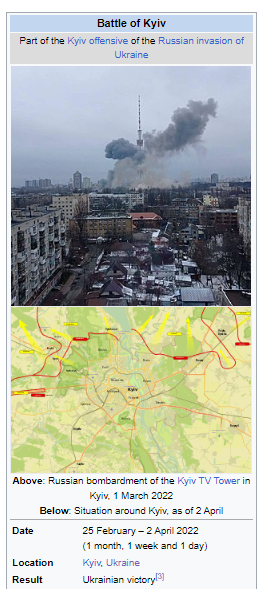 Battle of Kyiv
Part of the Kyiv offensive of the Russian invasion of
Ukraine
Kyiv
Above: Russian bombardment of the Kyiv TV Tower in
Kyiv, 1 March 2022
Below: Situation around Kyiv, as of 2 April
Date 25 February – 2 April 2022
(1 month, 1 week and 1 day)
Location Kyiv, Ukraine
Result Ukrainian victory[3]